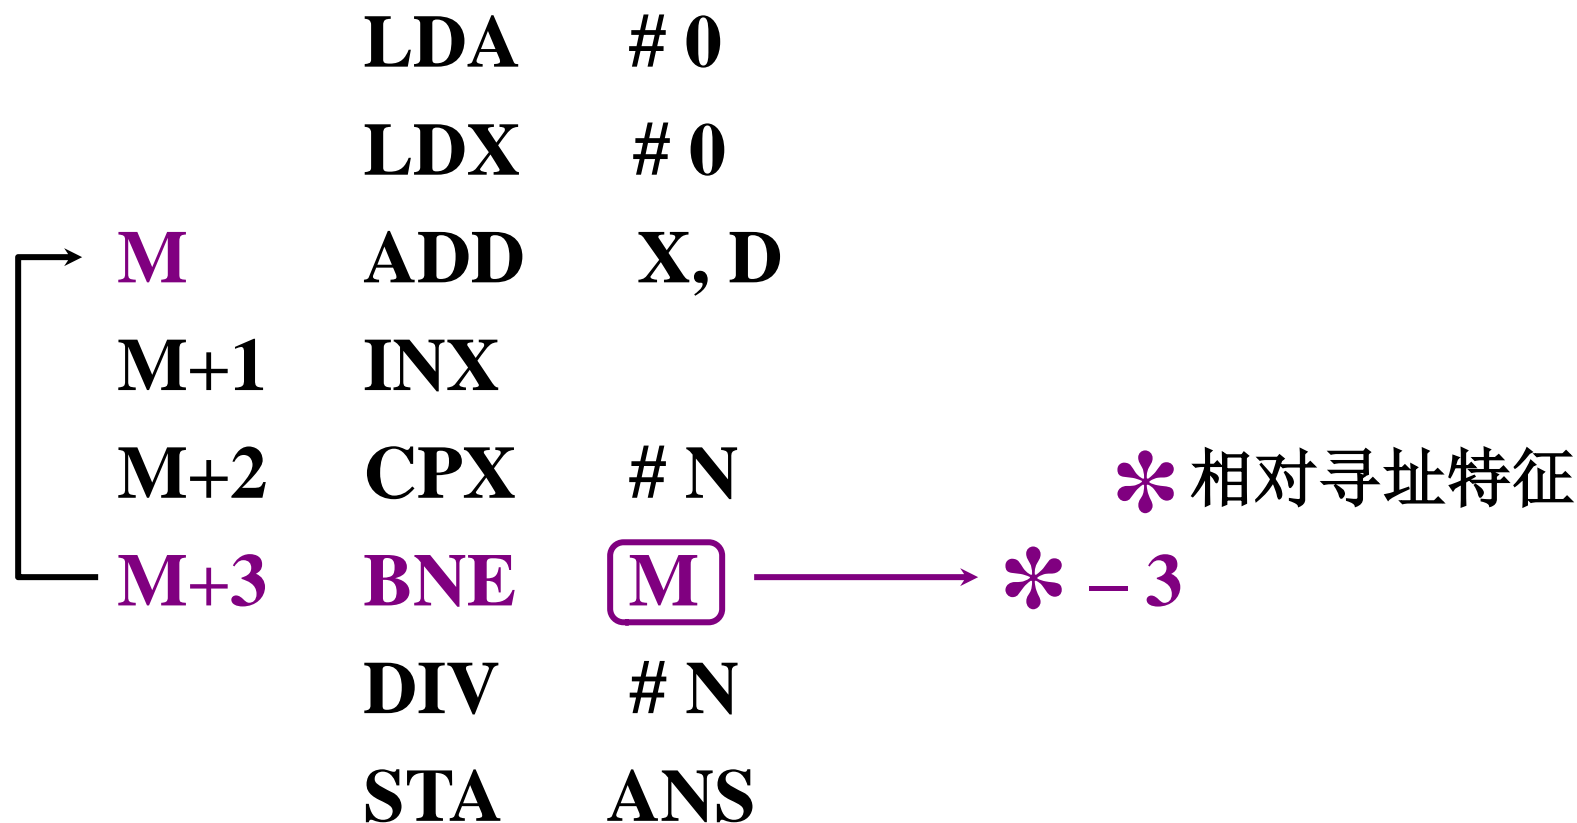 LDA # 0
LDX # 0
M ADD X, D
M+1 INX
M+2 CPX # N
✻ 相对寻址特征
M+3 BNE M ✻ – 3
DIV # N
STA ANS